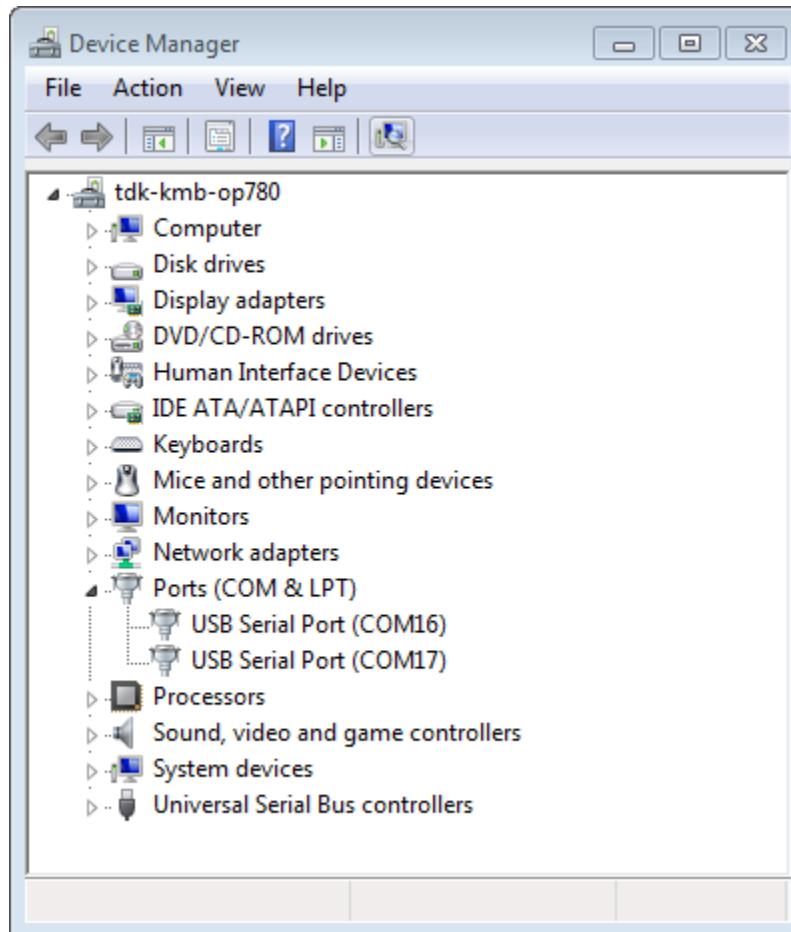 Device Manager
File Action View Help
tdk-kmb-op780
Computer
Disk drives
Display adapters
DVD/CD-ROM drives
Human Interface Devices
IDE ATA/ATAPI controllers
Keyboards
Mice and other pointing devices
Monitors
Network adapters
Ports (COM & LPT)
USB Serial Port (COM16)
USB Serial Port (COM17)
Processors
Sound, video and game controllers
System devices
Universal Serial Bus controllers